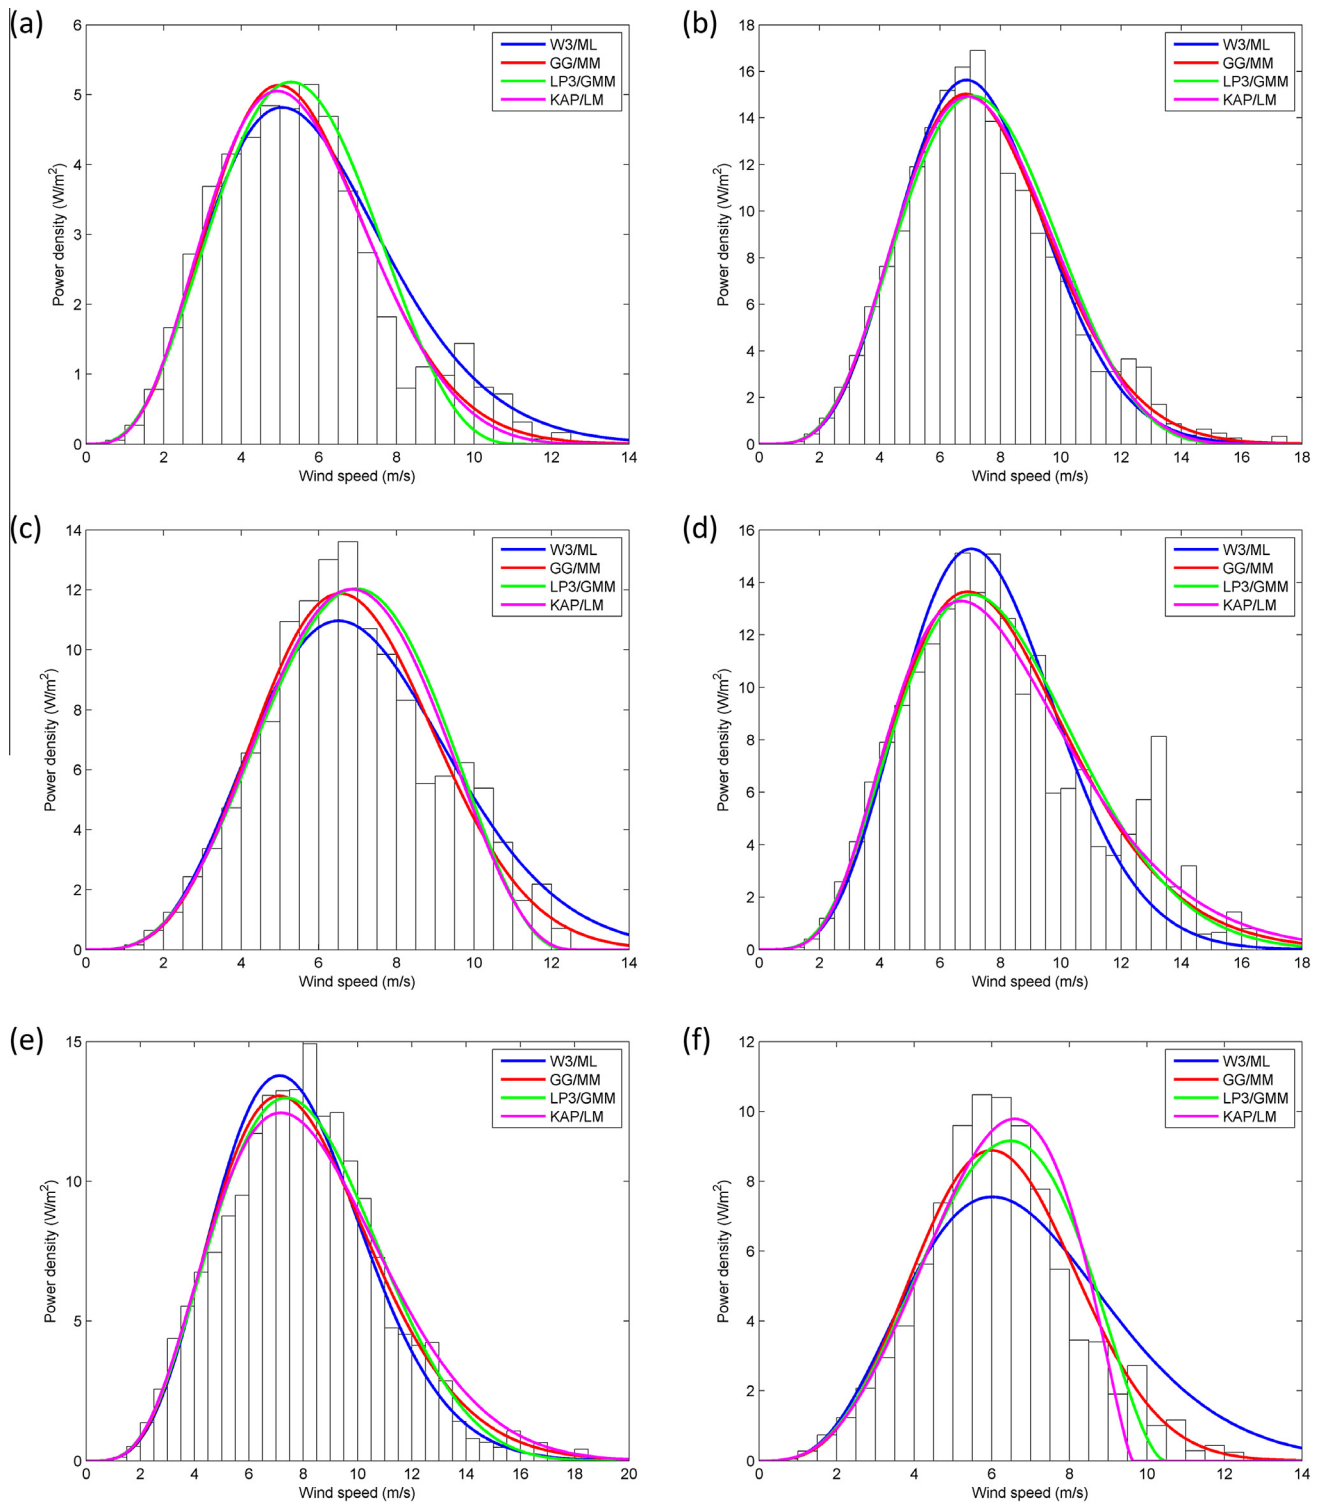 (a)
6
5
4
3
2
1
0
Power density (W/m²)
0 2 4 6 8 10 12 14
Wind speed (m/s)
W3/ML
GG/MM
LP3/GMM
KAP/LM
(b)
18
16
14
12
10
8
6
4
2
0
Power density (W/m²)
0 2 4 6 8 10 12 14 16 18
Wind speed (m/s)
W3/ML
GG/MM
LP3/GMM
KAP/LM
(c)
14
12
10
8
6
4
2
0
Power density (W/m²)
0 2 4 6 8 10 12 14
Wind speed (m/s)
W3/ML
GG/MM
LP3/GMM
KAP/LM
(d)
16
14
12
10
8
6
4
2
0
Power density (W/m²)
0 2 4 6 8 10 12 14 16 18
Wind speed (m/s)
W3/ML
GG/MM
LP3/GMM
KAP/LM
(e)
15
10
5
0
Power density (W/m²)
0 2 4 6 8 10 12 14 16 18 20
Wind speed (m/s)
W3/ML
GG/MM
LP3/GMM
KAP/LM
(f)
12
10
8
6
4
2
0
Power density (W/m²)
0 2 4 6 8 10 12 14
Wind speed (m/s)
W3/ML
GG/MM
LP3/GMM
KAP/LM